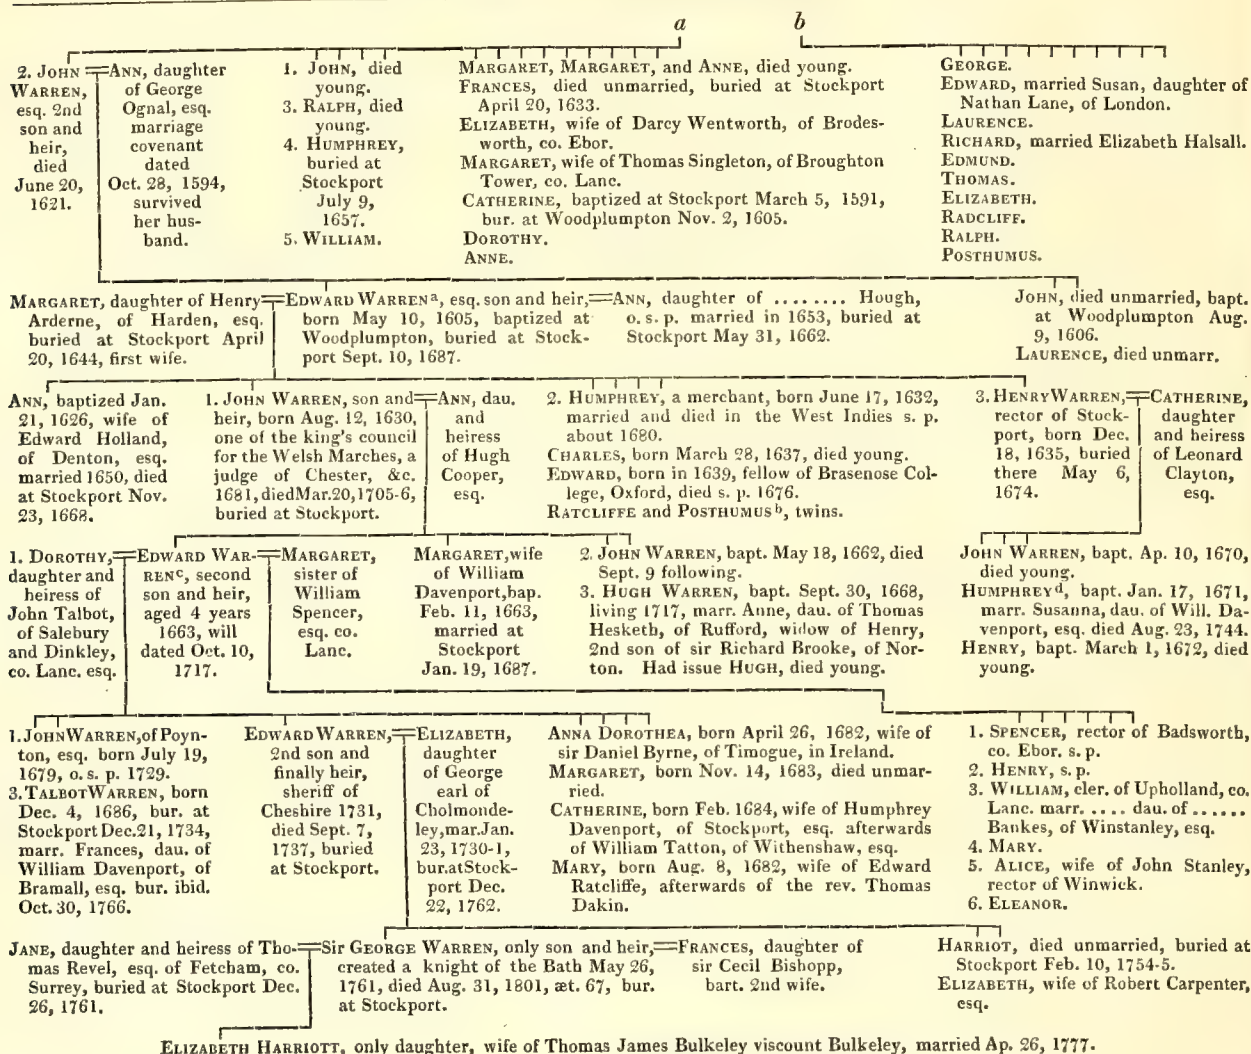 a
b
2. JOHN
WARREN,
esq. 2nd
son and
heir,
died
June 20,
1621.
ANN, daughter
of George
Ognal, esq.
marriage
covenant
dated
Oct. 28, 1594,
survived
her hus-
band.
1. JOHN, died
young.
3. RALPH, died
young.
4. HUMPHREY,
buried at
Stockport
July 9,
1657.
5. WILLIAM.
MARGARET, MARGARET, and ANNE, died young.
FRANCES, died unmarried, buried at Stockport
April 20, 1633.
ELIZABETH, wife of Darcy Wentworth, of Brodes-
worth, co. Ebor.
MARGARET, wife of Thomas Singleton, of Broughton
Tower, co. Lanc.
CATHERINE, baptized at Stockport March 5, 1591,
bur. at Woodplumpton Nov. 2, 1605.
DOROTHY.
ANNE.
GEORGE.
EDWARD, married Susan, daughter of
Nathan Lane, of London.
LAURENCE.
RICHARD, married Elizabeth Halsall.
EDMUND.
THOMAS.
ELIZABETH.
RADCLIFF.
RALPH.
POSTHUMUS.
MARGARET, daughter of Henry
Arderne, of Harden, esq.
buried at Stockport April
20, 1644, first wife.
EDWARD WARREN a, esq. son and heir,
born May 10, 1605, baptized at
Woodplumpton, buried at Stock-
port Sept. 10, 1687.
ANN, daughter of ........ Hough,
o. s. p. married in 1653, buried at
Stockport May 31, 1662.
JOHN, died unmarried, bapt.
at Woodplumpton Aug.
9, 1606.
LAURENCE, died unmarr.
ANN, baptized Jan.
21, 1626, wife of
Edward Holland,
of Denton, esq.
married 1650, died
at Stockport Nov.
23, 1668.
1. JOHN WARREN, son and
heir, born Aug. 12, 1630,
one of the king's council
for the Welsh Marches, a
judge of Chester, &c.
1681, died Mar. 20, 1705-6,
buried at Stockport.
ANN, dau.
and
heiress
of Hugh
Cooper,
esq.
2. HUMPHREY, a merchant, born June 17, 1632,
married and died in the West Indies s. p.
about 1680.
CHARLES, born March 28, 1637, died young.
EDWARD, born in 1639, fellow of Brasenose Col-
lege, Oxford, died s. p. 1676.
RATCLIFFE and POSTHUMUS b, twins.
3. HENRY WARREN,
rector of Stock-
port, born Dec.
18, 1635, buried
there May 6,
1674.
CATHERINE,
daughter
and heiress
of Leonard
Clayton,
esq.
1. DOROTHY,
daughter and
heiress of
John Talbot,
of Salebury
and Dinkley,
co. Lanc. esq.
EDWARD WAR-
REN c, second
son and heir,
aged 4 years
1663, will
dated Oct. 10,
1717.
MARGARET,
sister of
William
Spencer,
esq. co.
Lanc.
MARGARET, wife
of William
Davenport, bap.
Feb. 11, 1663,
married at
Stockport
Jan. 19, 1687.
2. JOHN WARREN, bapt. May 18, 1662, died
Sept. 9 following.
3. HUGH WARREN, bapt. Sept. 30, 1668,
living 1717, marr. Anne, dau. of Thomas
Hesketh, of Rufford, widow of Henry,
2nd son of sir Richard Brooke, of Nor-
ton. Had issue HUGH, died young.
JOHN WARREN, bapt. Ap. 10, 1670,
died young.
HUMPHREY d, bapt. Jan. 17, 1671,
marr. Susanna, dau. of Will. Da-
venport, esq. died Aug. 23, 1744.
HENRY, bapt. March 1, 1672, died
young.
1. JOHN WARREN, of Poyn-
ton, esq. born July 19,
1679, o. s. p. 1729.
3. TALBOT WARREN, born
Dec. 4, 1686, bur. at
Stockport Dec. 21, 1734,
marr. Frances, dau. of
William Davenport, of
Bramall, esq. bur. ibid.
Oct. 30, 1766.
EDWARD WARREN,
2nd son and
finally heir,
sheriff of
Cheshire 1731,
died Sept. 7,
1737, buried
at Stockport.
ELIZABETH,
daughter
of George
earl of
Cholmonde-
ley, mar. Jan.
23, 1730-1,
bur. at Stock-
port Dec.
22, 1762.
ANNA DOROTHEA, born April 26, 1682, wife of
sir Daniel Byrne, of Timogue, in Ireland.
MARGARET, born Nov. 14, 1683, died unmar-
ried.
CATHERINE, born Feb. 1684, wife of Humphrey
Davenport, of Stockport, esq. afterwards
of William Tatton, of Withenshaw, esq.
MARY, born Aug. 8, 1682, wife of Edward
Ratcliffe, afterwards of the rev. Thomas
Dakin.
1. SPENCER, rector of Badsworth,
co. Ebor. s. p.
2. HENRY, s. p.
3. WILLIAM, cler. of Upholland, co.
Lanc. marr. .... dau. of ......
Bankes, of Winstanley, esq.
4. MARY.
5. ALICE, wife of John Stanley,
rector of Winwick.
6. ELEANOR.
JANE, daughter and heiress of Tho-
mas Revel, esq. of Fetcham, co.
Surrey, buried at Stockport Dec.
26, 1761.
Sir GEORGE WARREN, only son and heir,
created a knight of the Bath May 26,
1761, died Aug. 31, 1801, æt. 67, bur.
at Stockport.
FRANCES, daughter of
sir Cecil Bishopp,
bart. 2nd wife.
HARRIOT, died unmarried, buried at
Stockport Feb. 10, 1754-5.
ELIZABETH, wife of Robert Carpenter,
esq.
ELIZABETH HARRIOTT, only daughter, wife of Thomas James Bulkeley viscount Bulkeley, married Ap. 26, 1777.